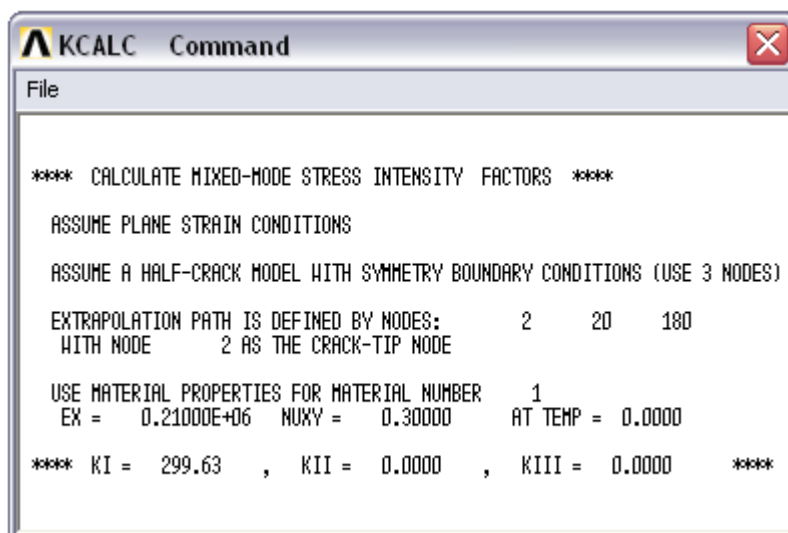 KCALC Command
File
**** CALCULATE MIXED-MODE STRESS INTENSITY FACTORS ****
ASSUME PLANE STRAIN CONDITIONS
ASSUME A HALF-CRACK MODEL WITH SYMMETRY BOUNDARY CONDITIONS (USE 3 NODES)
EXTRAPOLATION PATH IS DEFINED BY NODES: 2 20 180
WITH NODE 2 AS THE CRACK-TIP NODE
USE MATERIAL PROPERTIES FOR MATERIAL NUMBER 1
EX = 0.21000E+06 NUXY = 0.30000 AT TEMP = 0.0000
**** KI = 299.63 , KII = 0.0000 , KIII = 0.0000 ****